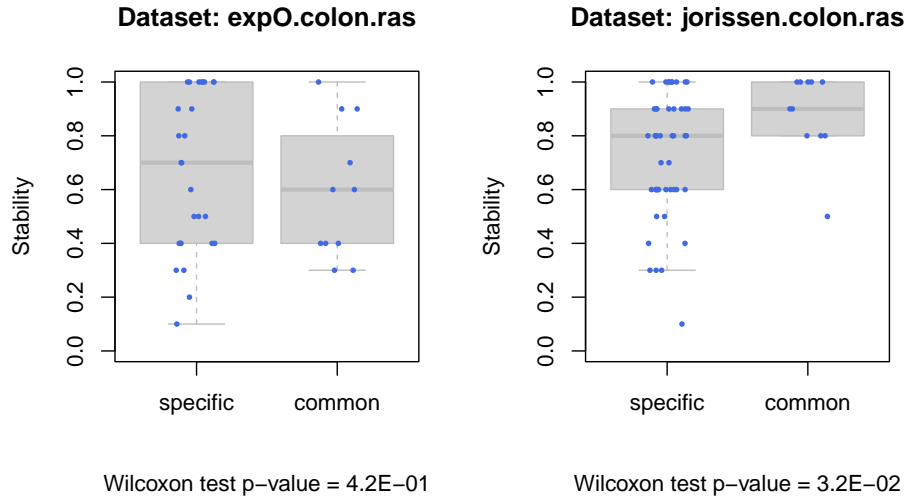 Dataset: expO.colon.ras
Stability
0.0 0.2 0.4 0.6 0.8 1.0
specific common
Wilcoxon test p−value = 4.2E−01
Dataset: jorissen.colon.ras
Stability
0.0 0.2 0.4 0.6 0.8 1.0
specific common
Wilcoxon test p−value = 3.2E−02